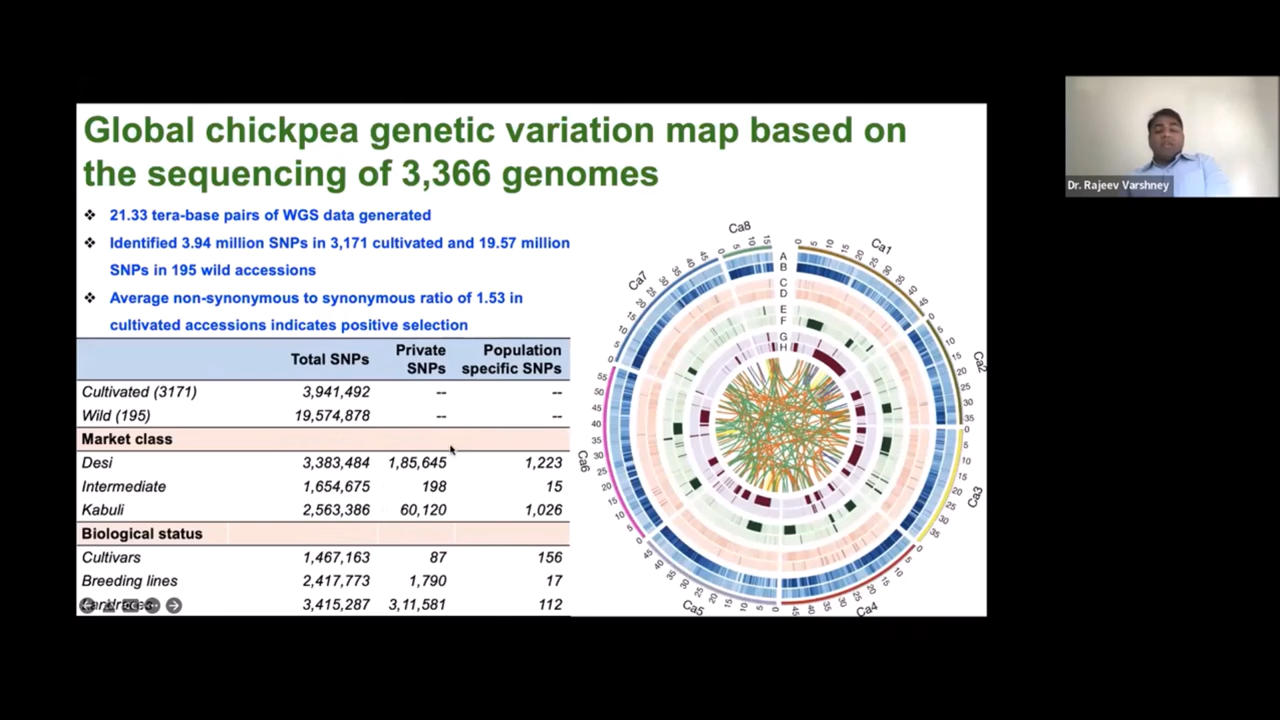 Global chickpea genetic variation map based on
the sequencing of 3,366 genomes
❖ 21.33 tera-base pairs of WGS data generated
❖ Identified 3.94 million SNPs in 3,171 cultivated and 19.57 million
SNPs in 195 wild accessions
❖ Average non-synonymous to synonymous ratio of 1.53 in
cultivated accessions indicates positive selection
Total SNPs Private SNPs Population specific SNPs
Cultivated (3171) 3,941,492 -- --
Wild (195) 19,574,878 -- --
Market class
Desi 3,383,484 1,85,645 1,223
Intermediate 1,654,675 198 15
Kabuli 2,563,386 60,120 1,026
Biological status
Cultivars 1,467,163 87 156
Breeding lines 2,417,773 1,790 17
3,415,287 3,11,581 112
Ca8
Ca1
Ca7
Ca2
Ca6
Ca3
Ca5
Ca4
A
B
C
D
E
F
G
H
Dr. Rajeev Varshney